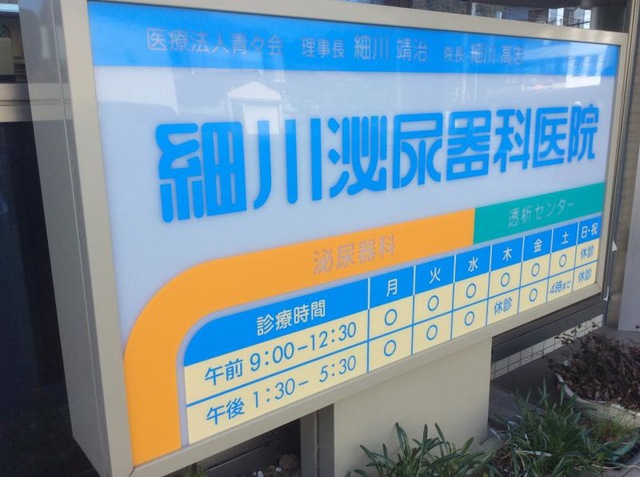 医療法人青々会 理事長 細川 靖治 院長 細川 高志
細川泌尿器科医院
泌尿器科 透析センター
診療時間 月 火 水 木 金 土 日・祝
午前 9:00-12:30 ○ ○ ○ ○ ○ ○ 休診
午後 1:30- 5:30 ○ ○ ○ 休診 ○ 4時まで 休診